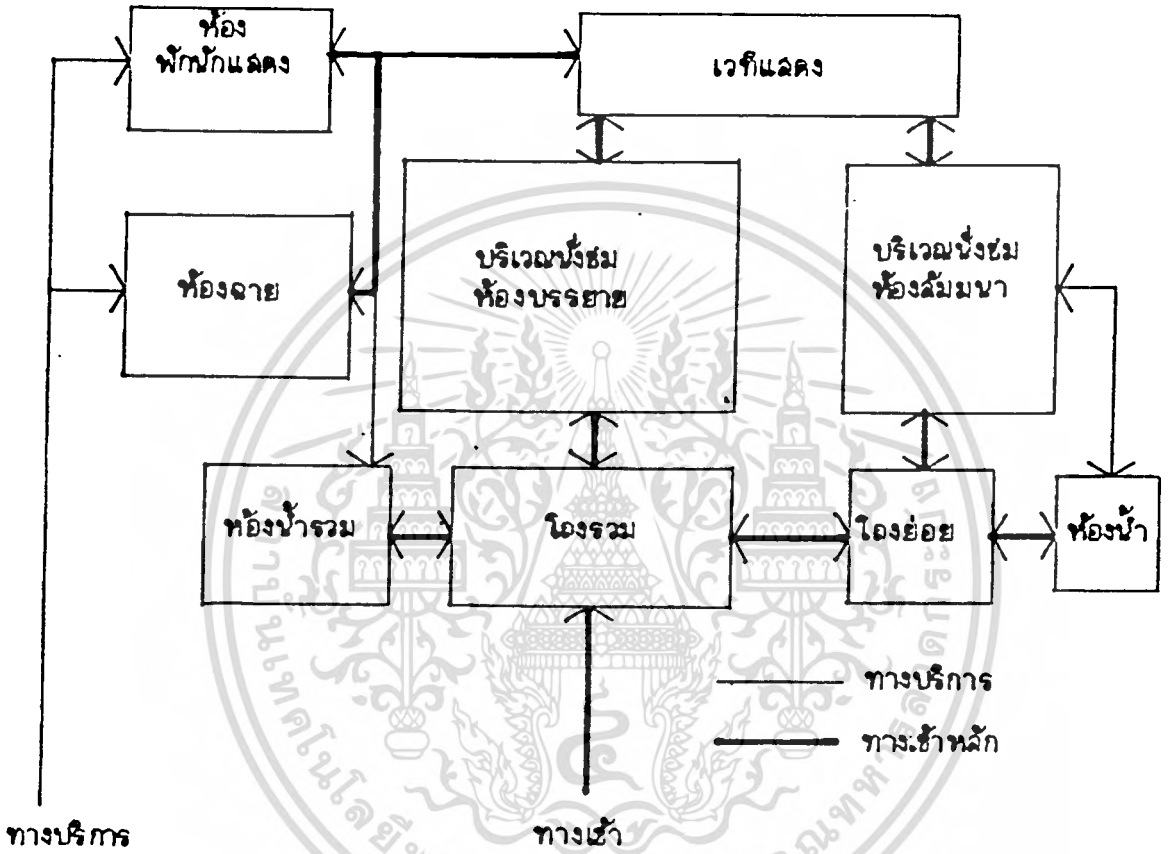 ห้อง
พักนักแสดง
เวทีแสดง
ห้องฉาย
บริเวณนั่งชม
ห้องบรรยาย
บริเวณนั่งชม
ห้องสัมมนา
ห้องน้ำรวม
โถงรวม
โถงย่อย
ห้องน้ำ
ทางบริการ
ทางเข้าหลัก
ทางบริการ
ทางเข้า